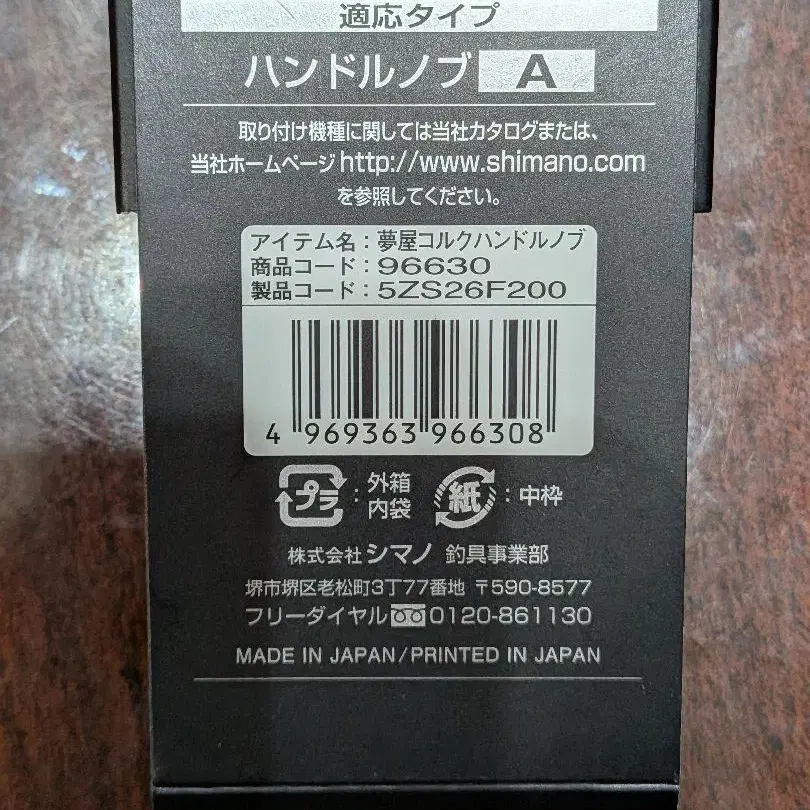 適応タイプ
ハンドルノブ A
取り付け機種に関しては当社カタログまたは、
当社ホームページhttp://www.shimano.com
を参照してください。
アイテム名：夢屋コルクハンドルノブ
商品コード：96630
製品コード：5ZS26F200
4 969363 966308
プラ：外箱
内袋
紙：中枠
株式会社シマノ 釣具事業部
堺市堺区老松町3丁77番地 〒590-8577
フリーダイヤル 0120-861130
MADE IN JAPAN/PRINTED IN JAPAN